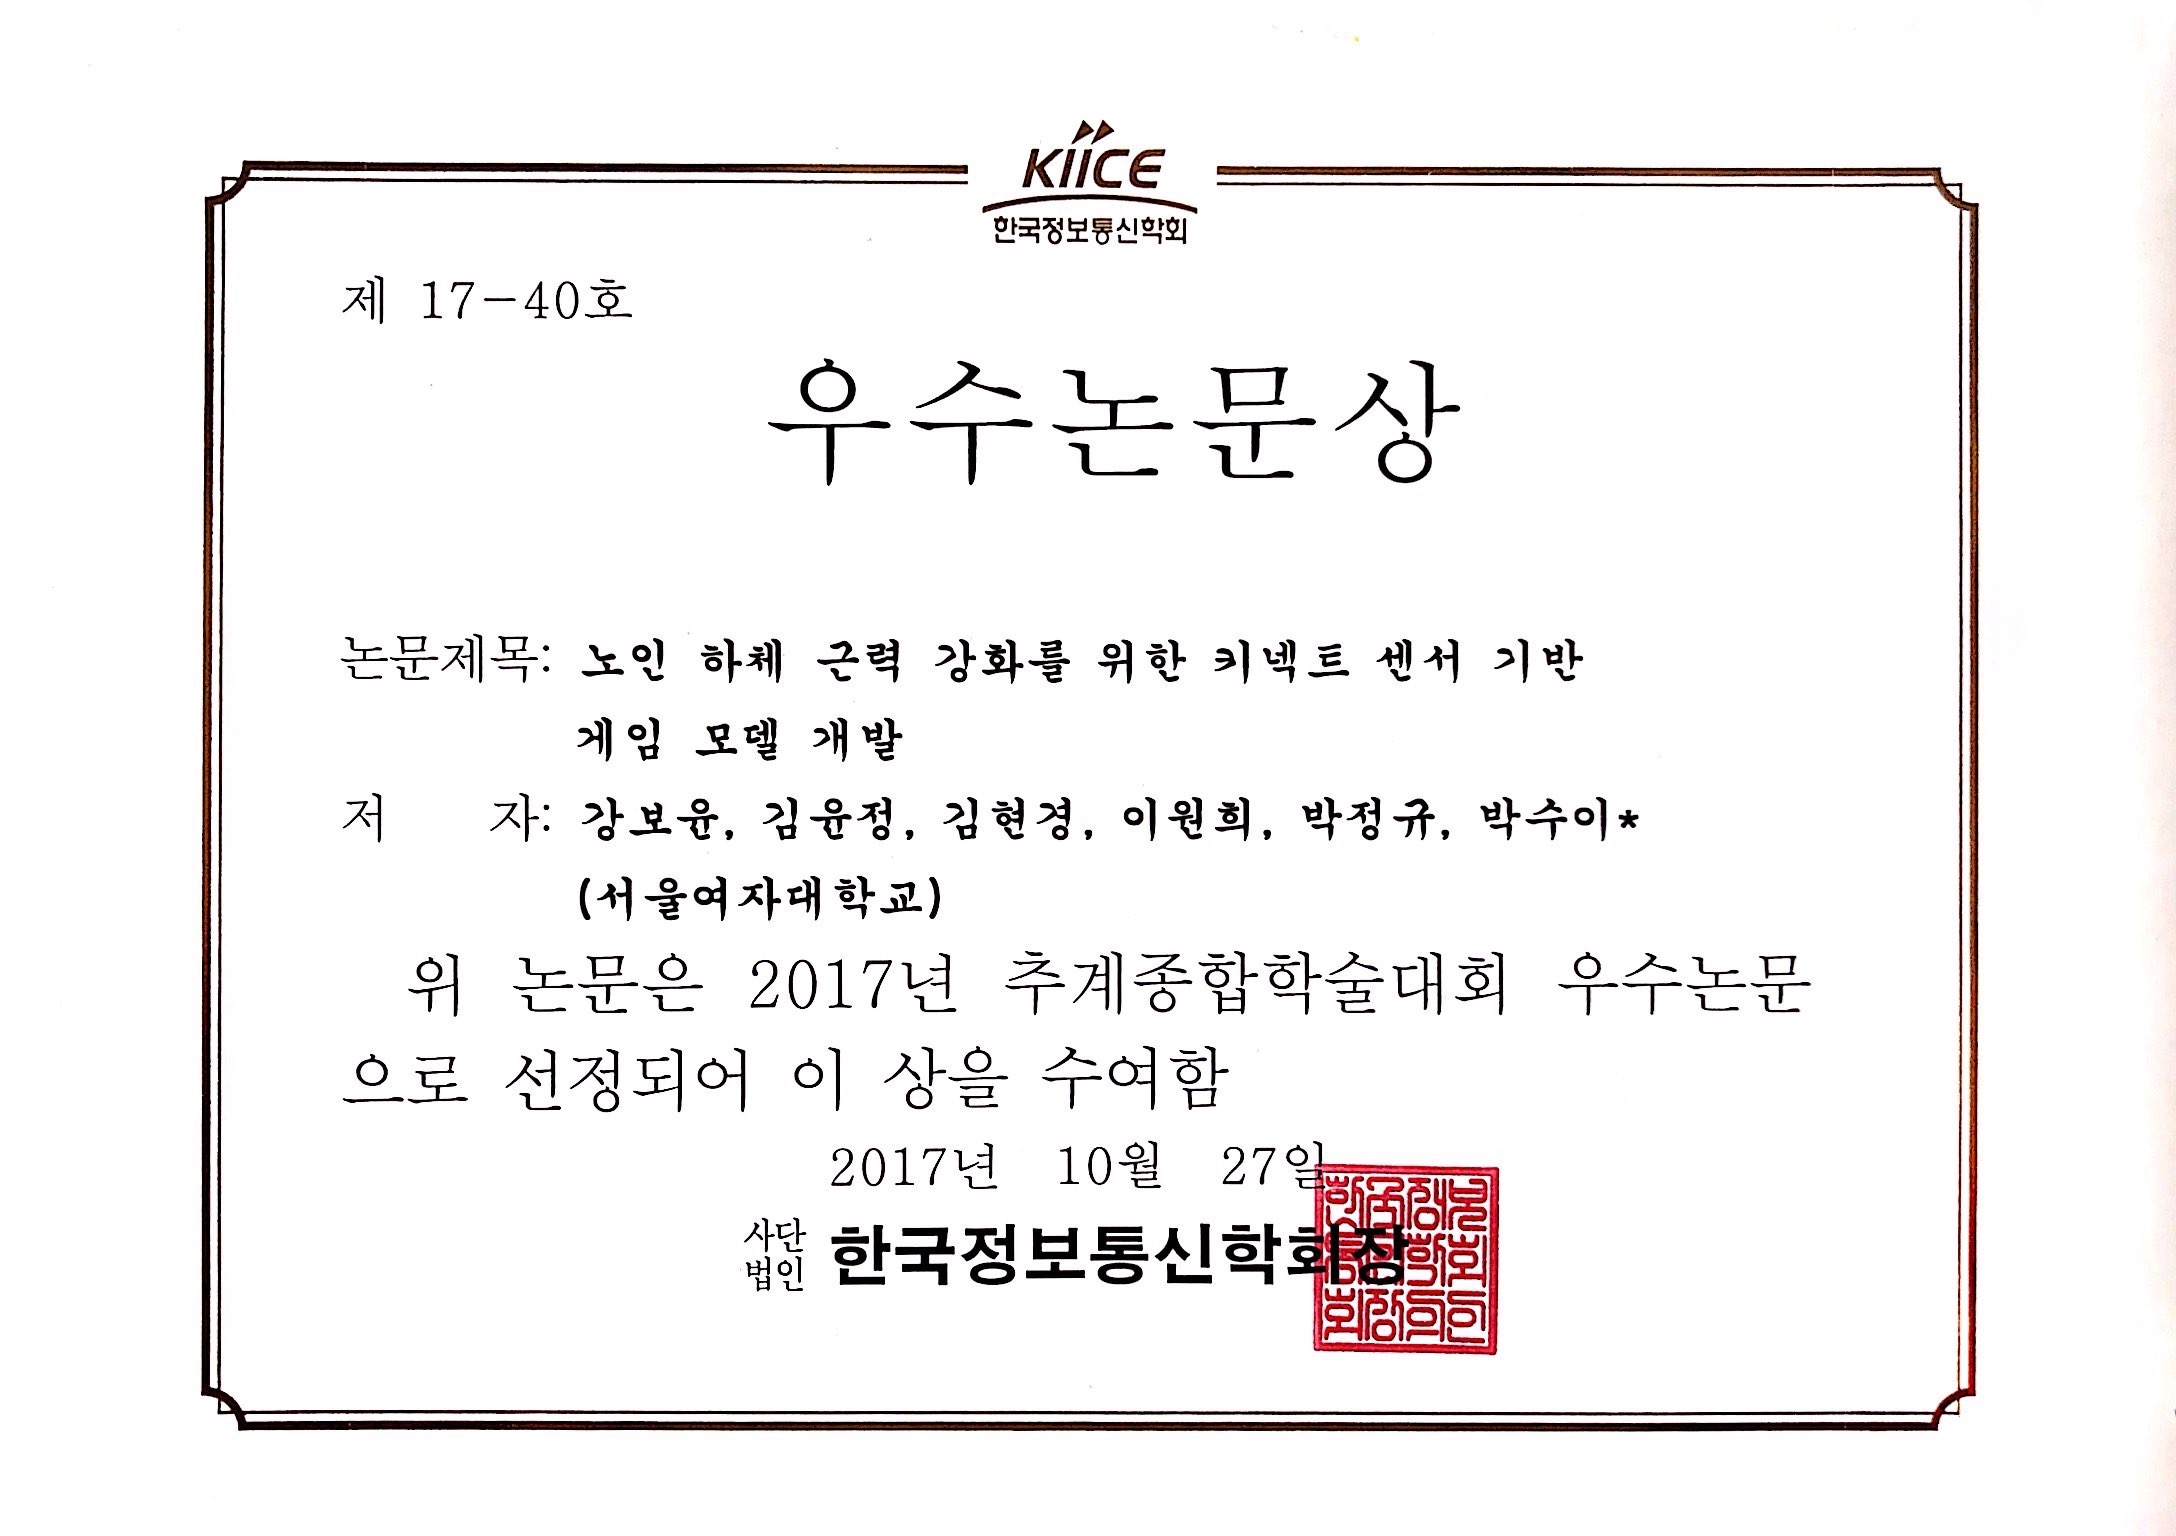 KIICE
한국정보통신학회
제 17-40호
우수논문상
논문제목: 노인 하체 근력 강화를 위한 키넥트 센서 기반
게임 모델 개발
저 자: 강보윤, 김윤정, 김현경, 이원희, 박정규, 박수이*
(서울여자대학교)
위 논문은 2017년 추계종합학술대회 우수논문
으로 선정되어 이 상을 수여함
2017년 10월 27일
사단
법인 한국정보통신학회장